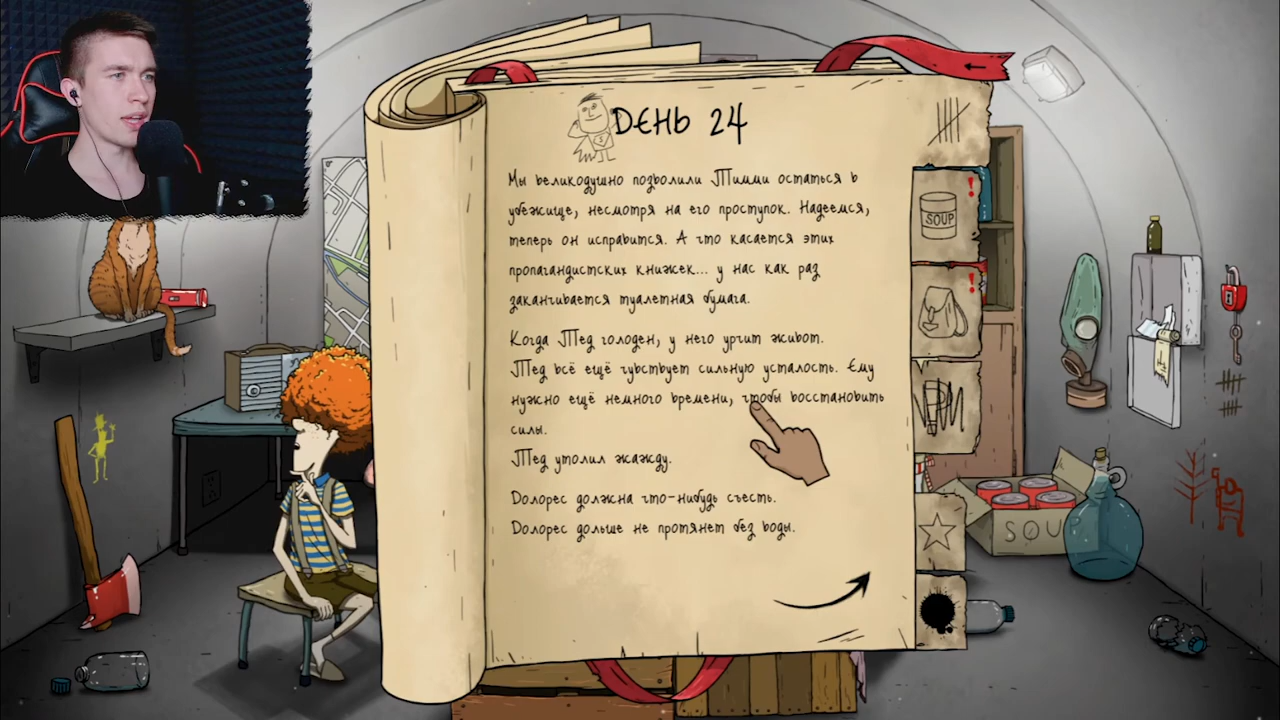 ДЕНЬ 24
Мы великодушно позволили Тимми остаться в
убежище, несмотря на его проступок. Надеемся,
теперь он исправится. А что касается этих
пропагандистских книжек... у нас как раз
заканчивается туалетная бумага.
Когда Тед голоден, у него урчит живот.
Тед всё ещё чувствует сильную усталость. Ему
нужно ещё немного времени, чтобы восстановить
силы.
Тед утолил жажду.
Долорес должна что-нибудь съесть.
Долорес дольше не протянет без воды.
SOUP
!
!
SOUP